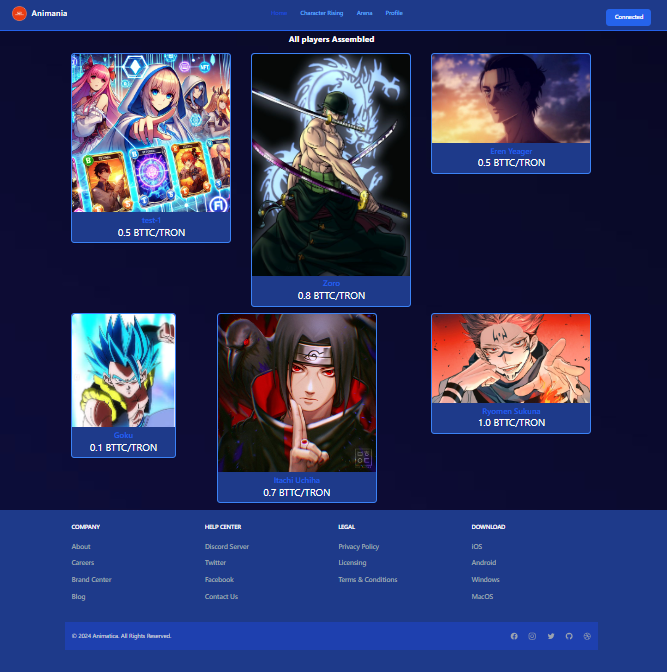 Animania
Home Character Rising Arena Profile
Connected
All players Assembled
test-1
0.5 BTTC/TRON
Zoro
0.8 BTTC/TRON
Eren Yeager
0.5 BTTC/TRON
Goku
0.1 BTTC/TRON
Itachi Uchiha
0.7 BTTC/TRON
Ryomen Sukuna
1.0 BTTC/TRON
COMPANY
About
Careers
Brand Center
Blog
HELP CENTER
Discord Server
Twitter
Facebook
Contact Us
LEGAL
Privacy Policy
Licensing
Terms & Conditions
DOWNLOAD
iOS
Android
Windows
MacOS
© 2024 Animatica. All Rights Reserved.